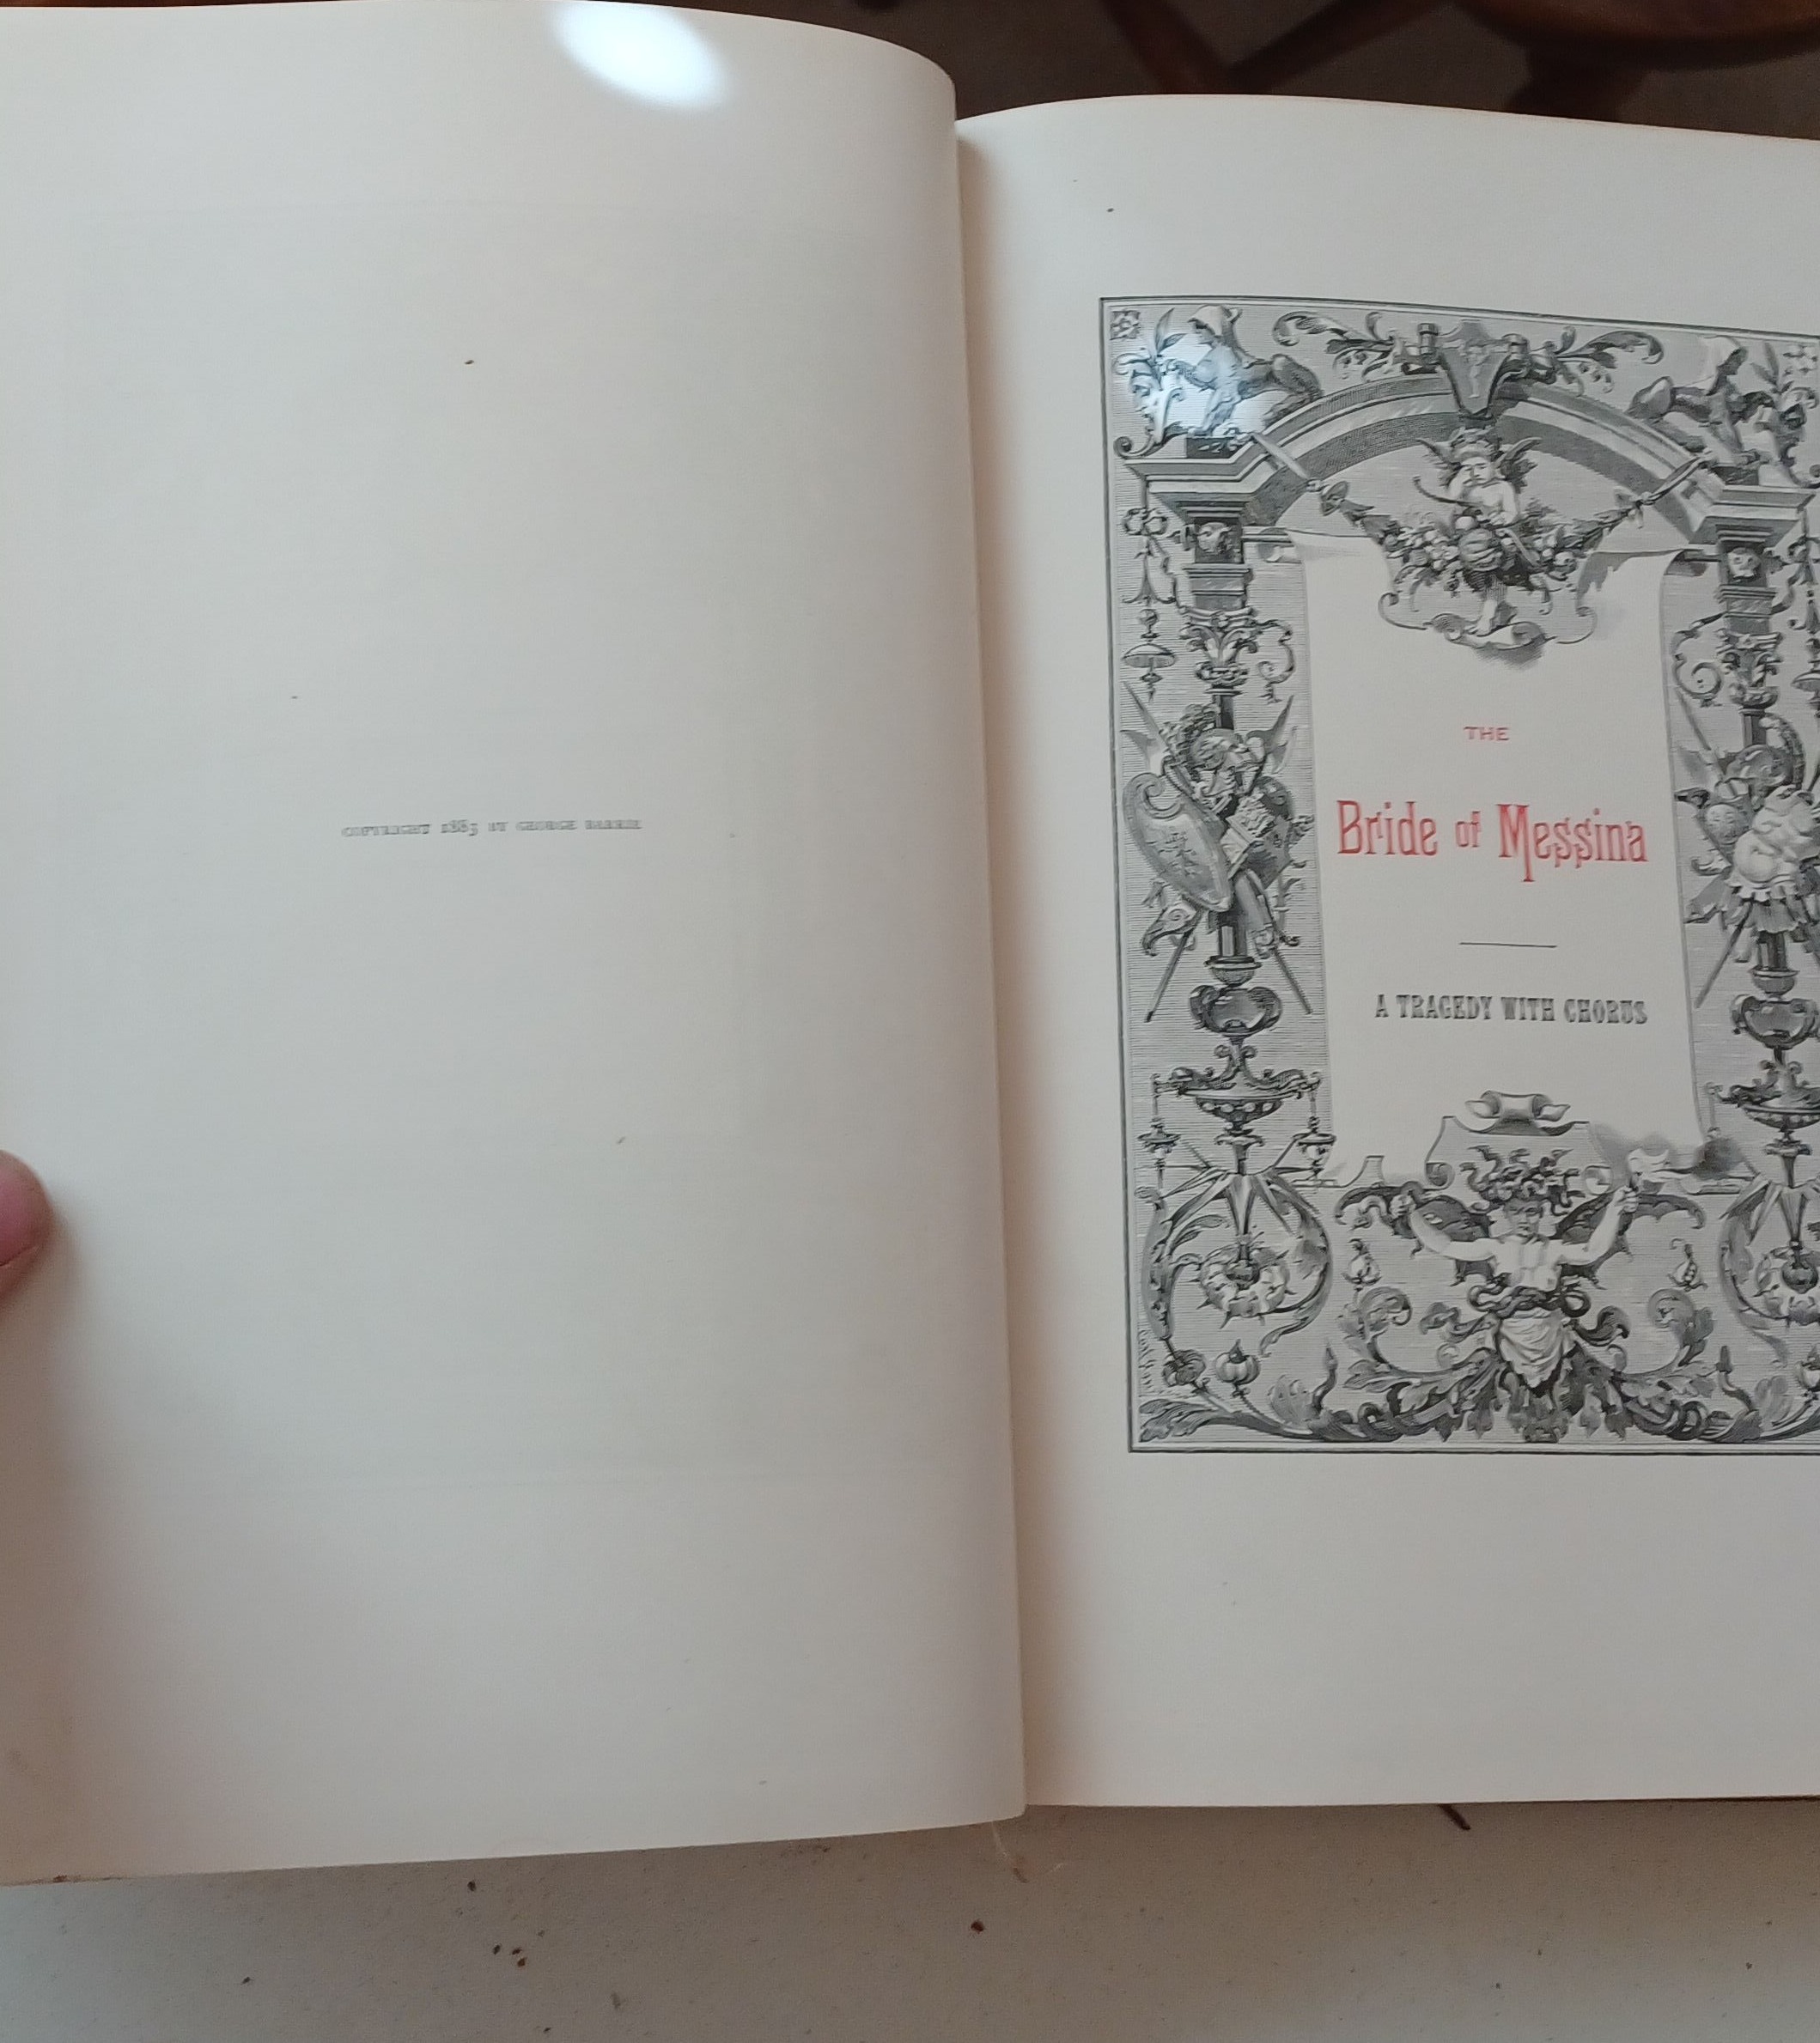 COPYRIGHT 1883 BY GEORGE BARRIE
THE
Bride of Messina
A TRAGEDY WITH CHORUS